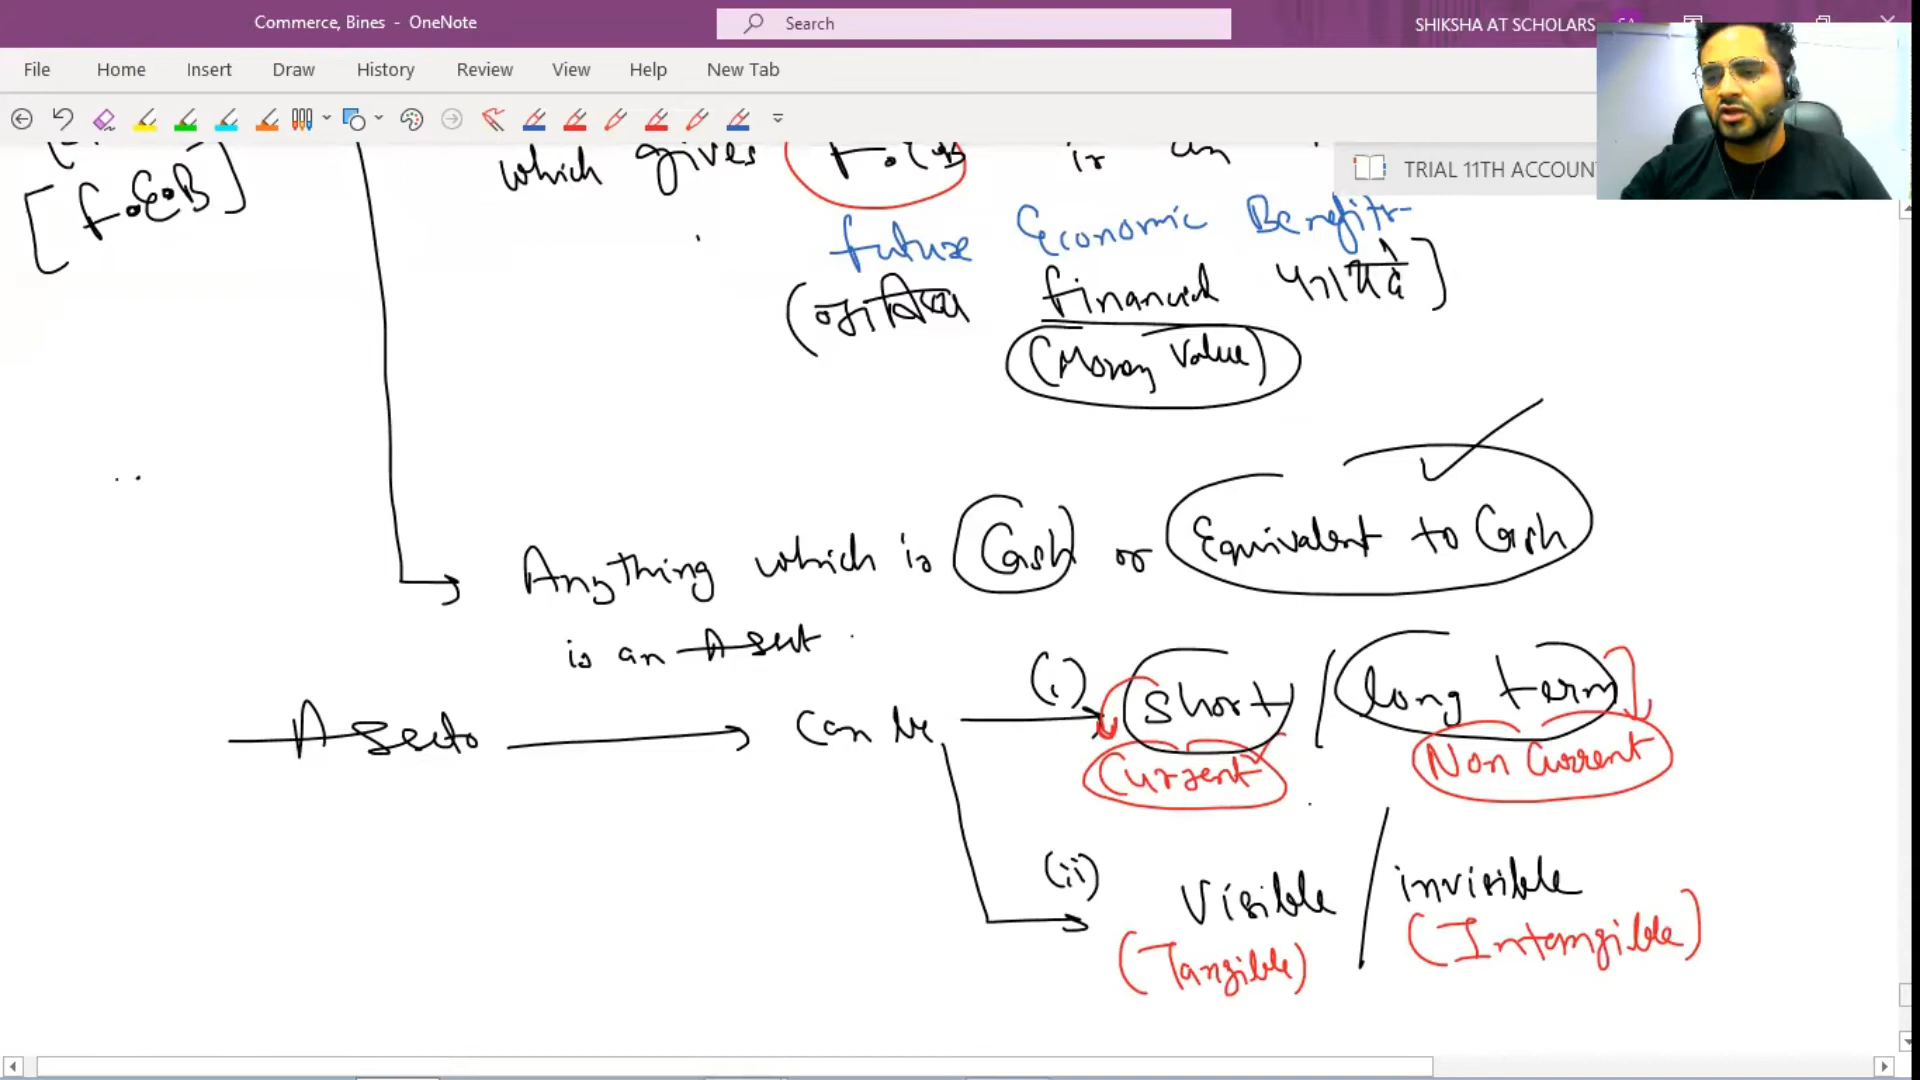 Commerce, Bines - OneNote
Search
SHIKSHA AT SCHOLARS
File Home Insert Draw History Review View Help New Tab
TRIAL 11TH ACCOUN
which gives F.E.B is an
[F.E.B]
future Economic Benefits
(financial
(Money Value)
Anything which is Cash or Equivalent to Cash
is an Asset
(i) Short / long term
Assets can be
Current Non Current
(ii) Visible / invisible
(Tangible) (Intangible)